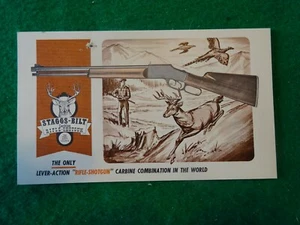 STAGGS-BILT
THE ONLY
LEVER-ACTION "RIFLE-SHOTGUN" CARBINE COMBINATION IN THE WORLD